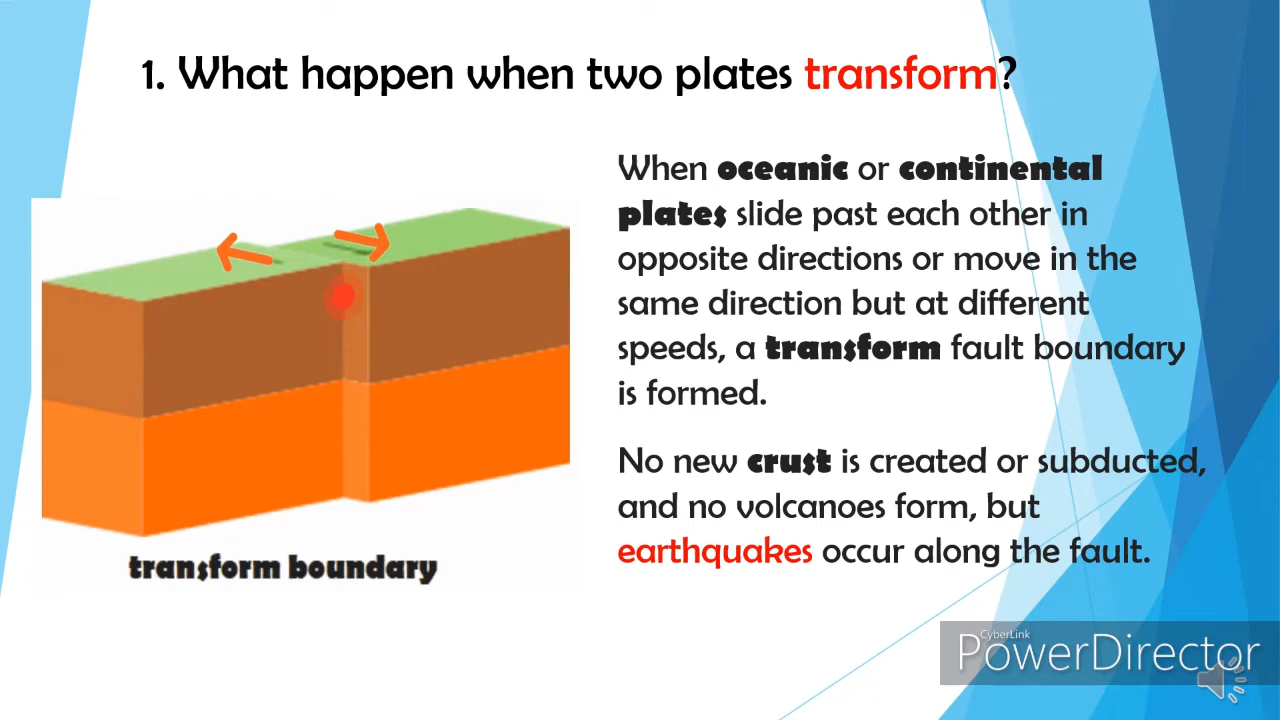 1. What happen when two plates transform?
When oceanic or continental
plates slide past each other in
opposite directions or move in the
same direction but at different
speeds, a transform fault boundary
is formed.
No new crust is created or subducted,
and no volcanoes form, but
earthquakes occur along the fault.
transform boundary
CyberLink
PowerDirector